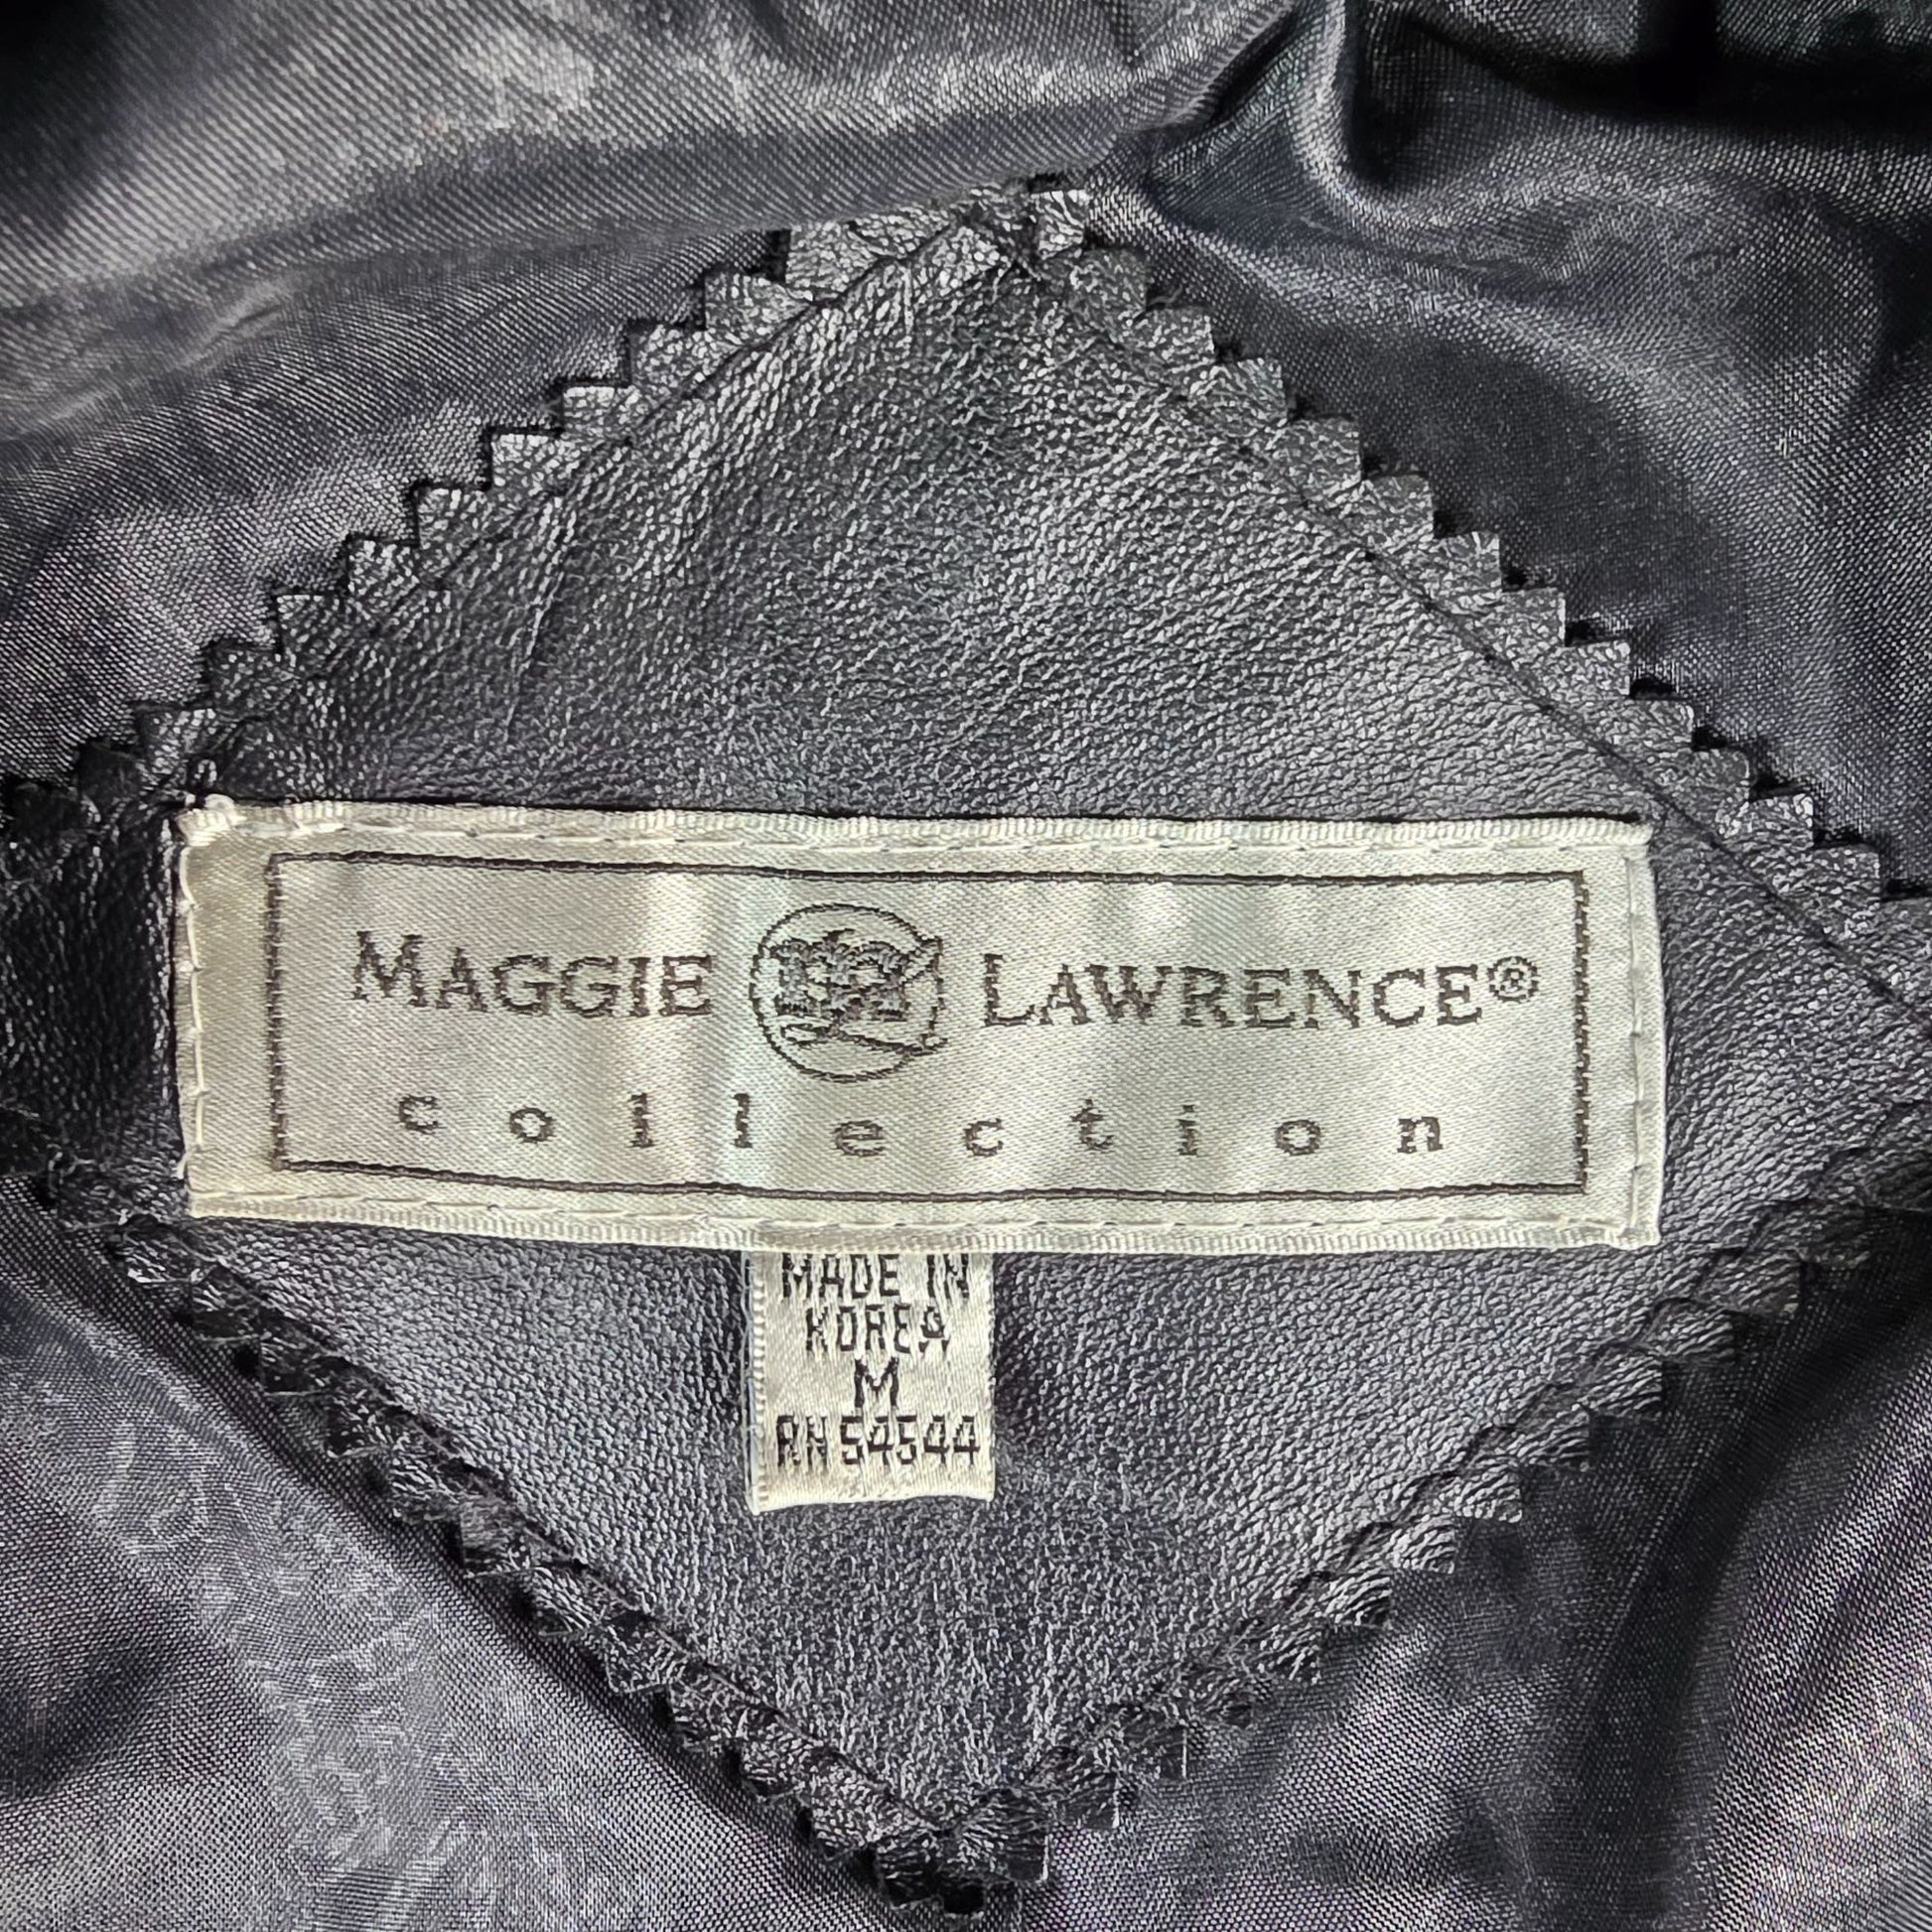 MAGGIE LAWRENCE®
collection
MADE IN
KOREA
M
RN 54544